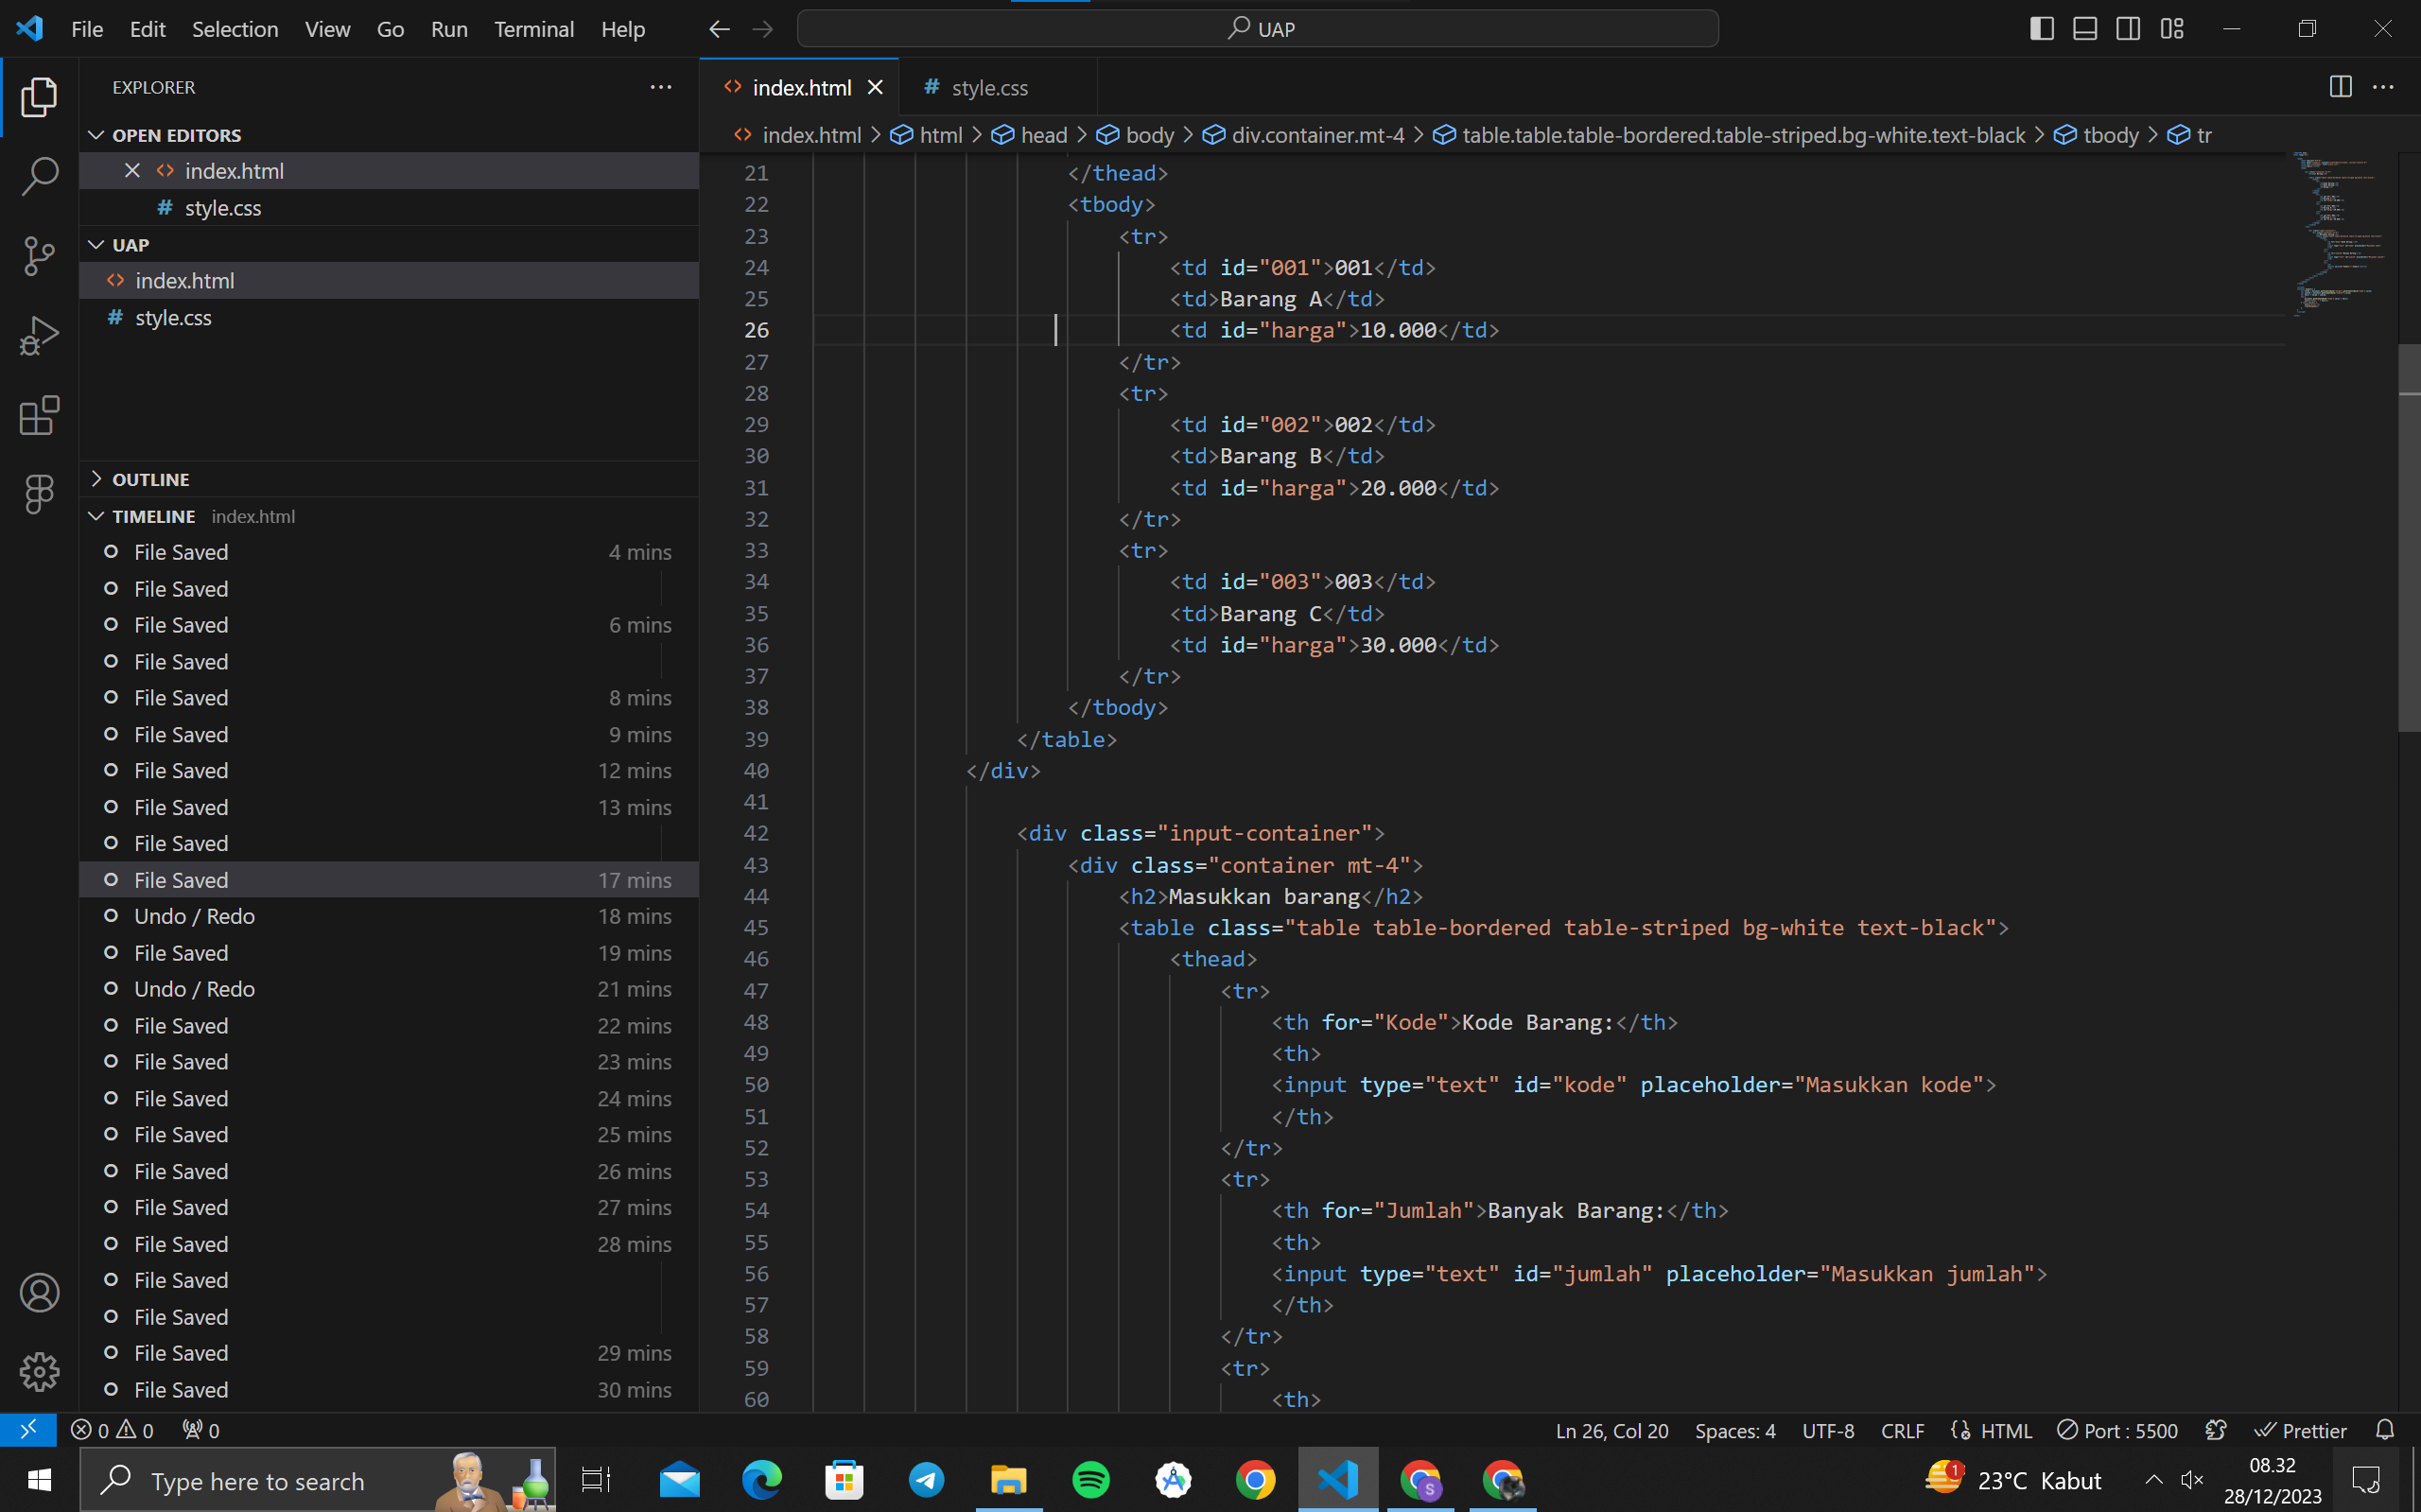 File Edit Selection View Go Run Terminal Help
UAP
EXPLORER
OPEN EDITORS
index.html
style.css
UAP
index.html
style.css
OUTLINE
TIMELINE index.html
File Saved 4 mins
File Saved
File Saved 6 mins
File Saved
File Saved 8 mins
File Saved 9 mins
File Saved 12 mins
File Saved 13 mins
File Saved
File Saved 17 mins
Undo / Redo 18 mins
File Saved 19 mins
Undo / Redo 21 mins
File Saved 22 mins
File Saved 23 mins
File Saved 24 mins
File Saved 25 mins
File Saved 26 mins
File Saved 27 mins
File Saved 28 mins
File Saved
File Saved
File Saved 29 mins
File Saved 30 mins
index.html style.css
index.html > html > head > body > div.container.mt-4 > table.table.table-bordered.table-striped.bg-white.text-black > tbody > tr
21 </thead>
22 <tbody>
23 <tr>
24 <td id="001">001</td>
25 <td>Barang A</td>
26 <td id="harga">10.000</td>
27 </tr>
28 <tr>
29 <td id="002">002</td>
30 <td>Barang B</td>
31 <td id="harga">20.000</td>
32 </tr>
33 <tr>
34 <td id="003">003</td>
35 <td>Barang C</td>
36 <td id="harga">30.000</td>
37 </tr>
38 </tbody>
39 </table>
40 </div>
41
42 <div class="input-container">
43 <div class="container mt-4">
44 <h2>Masukkan barang</h2>
45 <table class="table table-bordered table-striped bg-white text-black">
46 <thead>
47 <tr>
48 <th for="Kode">Kode Barang:</th>
49 <th>
50 <input type="text" id="kode" placeholder="Masukkan kode">
51 </th>
52 </tr>
53 <tr>
54 <th for="Jumlah">Banyak Barang:</th>
55 <th>
56 <input type="text" id="jumlah" placeholder="Masukkan jumlah">
57 </th>
58 </tr>
59 <tr>
60 <th>
0 0 0
Ln 26, Col 20 Spaces: 4 UTF-8 CRLF HTML Port : 5500 Prettier
Type here to search
S
1
23°C Kabut
08.32
28/12/2023